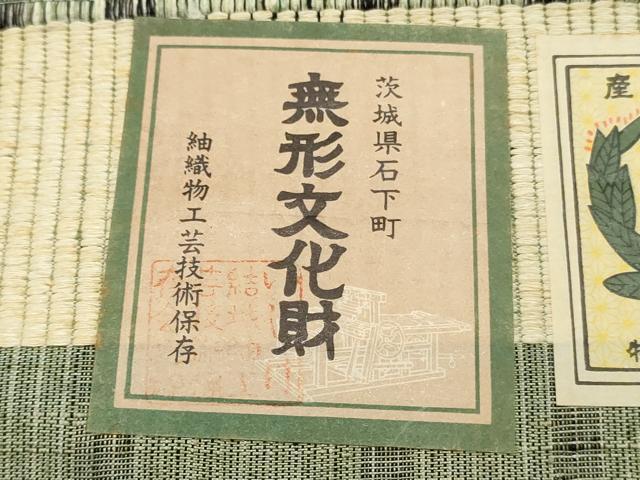 茨城県石下町
無形文化財
紬織物工芸技術保存
産